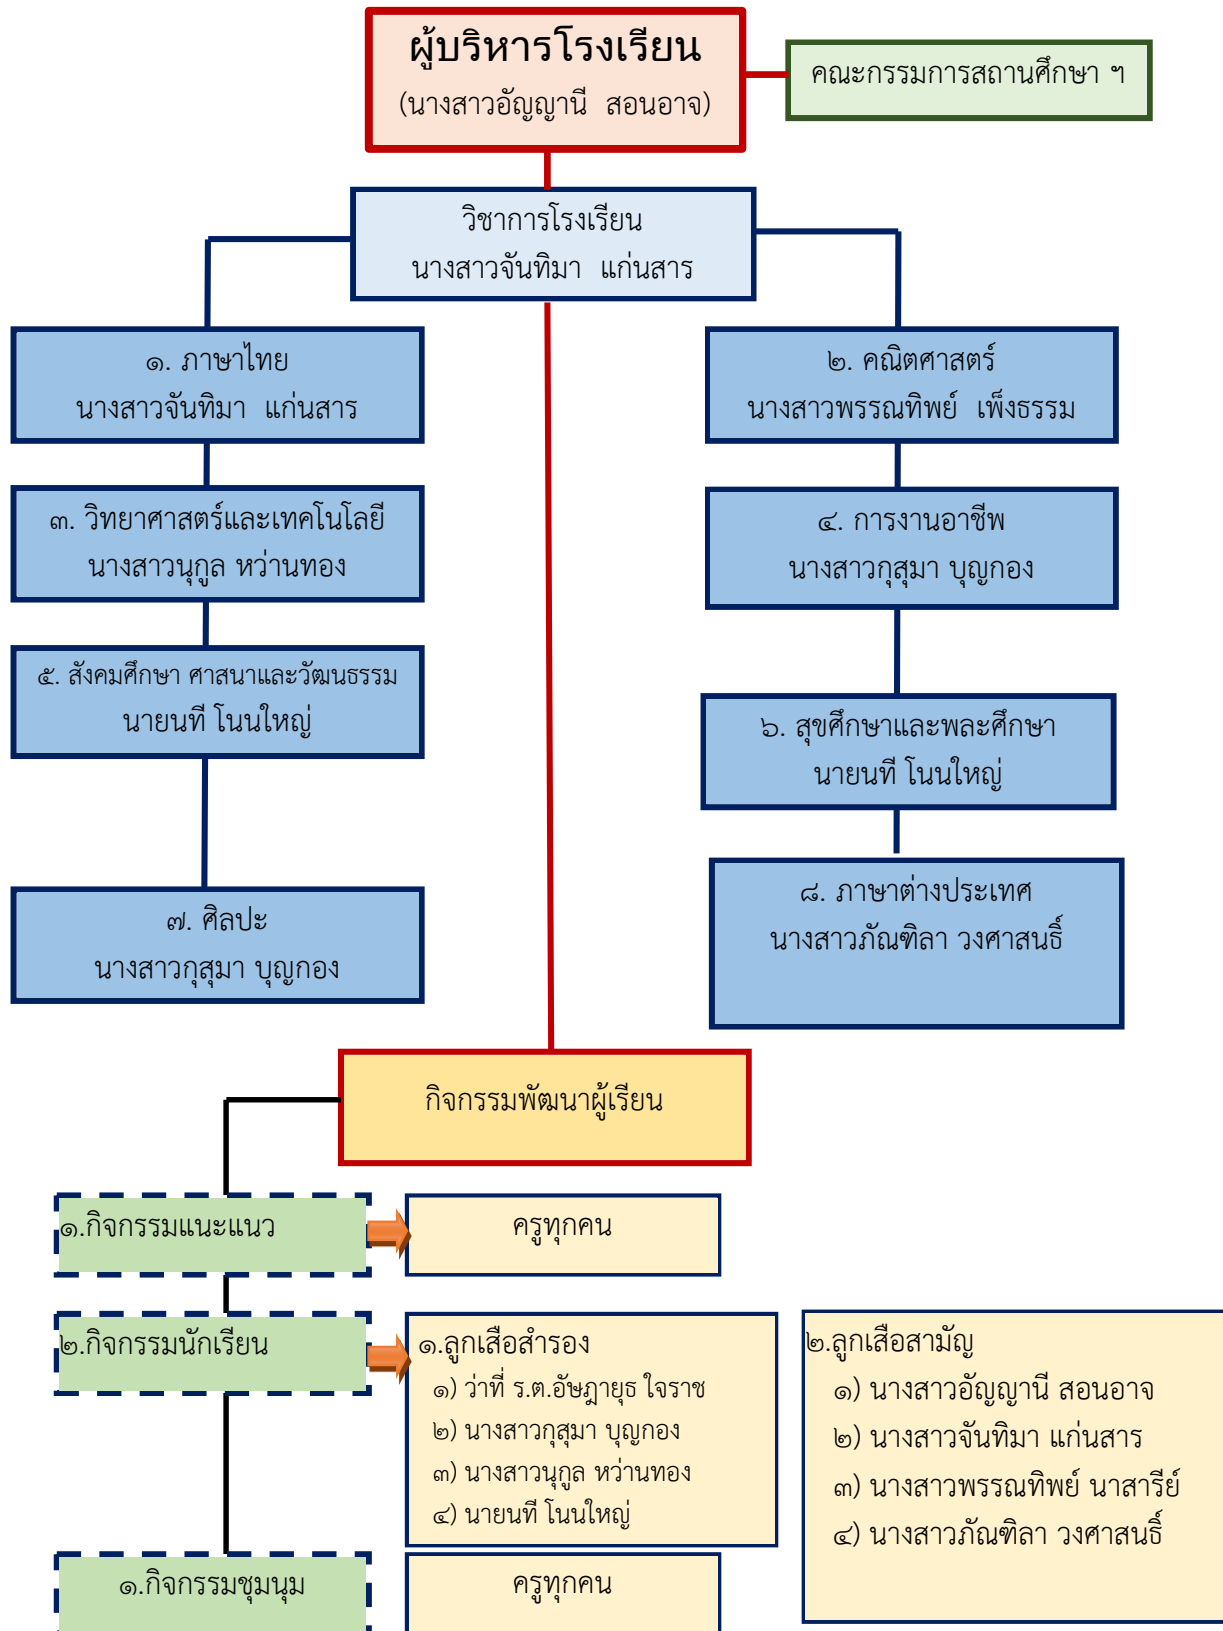 ผู้บริหารโรงเรียน
(นางสาวอัญญานี  สอนอาจ)
คณะกรรมการสถานศึกษา ฯ
วิชาการโรงเรียน
นางสาวจันทิมา  แก่นสาร
๑. ภาษาไทย
นางสาวจันทิมา  แก่นสาร
๒. คณิตศาสตร์
นางสาวพรรณทิพย์  เพ็งธรรม
๓. วิทยาศาสตร์และเทคโนโลยี
นางสาวนุกูล หว่านทอง
๔. การงานอาชีพ
นางสาวกุสุมา บุญกอง
๕. สังคมศึกษา ศาสนาและวัฒนธรรม
นายนที โนนใหญ่
๖. สุขศึกษาและพละศึกษา
นายนที โนนใหญ่
๗. ศิลปะ
นางสาวกุสุมา บุญกอง
๘. ภาษาต่างประเทศ
นางสาวภัณฑิลา วงศาสนธิ์
กิจกรรมพัฒนาผู้เรียน
๑.กิจกรรมแนะแนว
ครูทุกคน
๒.กิจกรรมนักเรียน
๑.ลูกเสือสำรอง
๑) ว่าที่ ร.ต.อัษฎายุธ ใจราช
๒) นางสาวกุสุมา บุญกอง
๓) นางสาวนุกูล หว่านทอง
๔) นายนที โนนใหญ่
๒.ลูกเสือสามัญ
๑) นางสาวอัญญานี สอนอาจ
๒) นางสาวจันทิมา แก่นสาร
๓) นางสาวพรรณทิพย์ นาสารีย์
๔) นางสาวภัณฑิลา วงศาสนธิ์
๑.กิจกรรมชุมนุม
ครูทุกคน